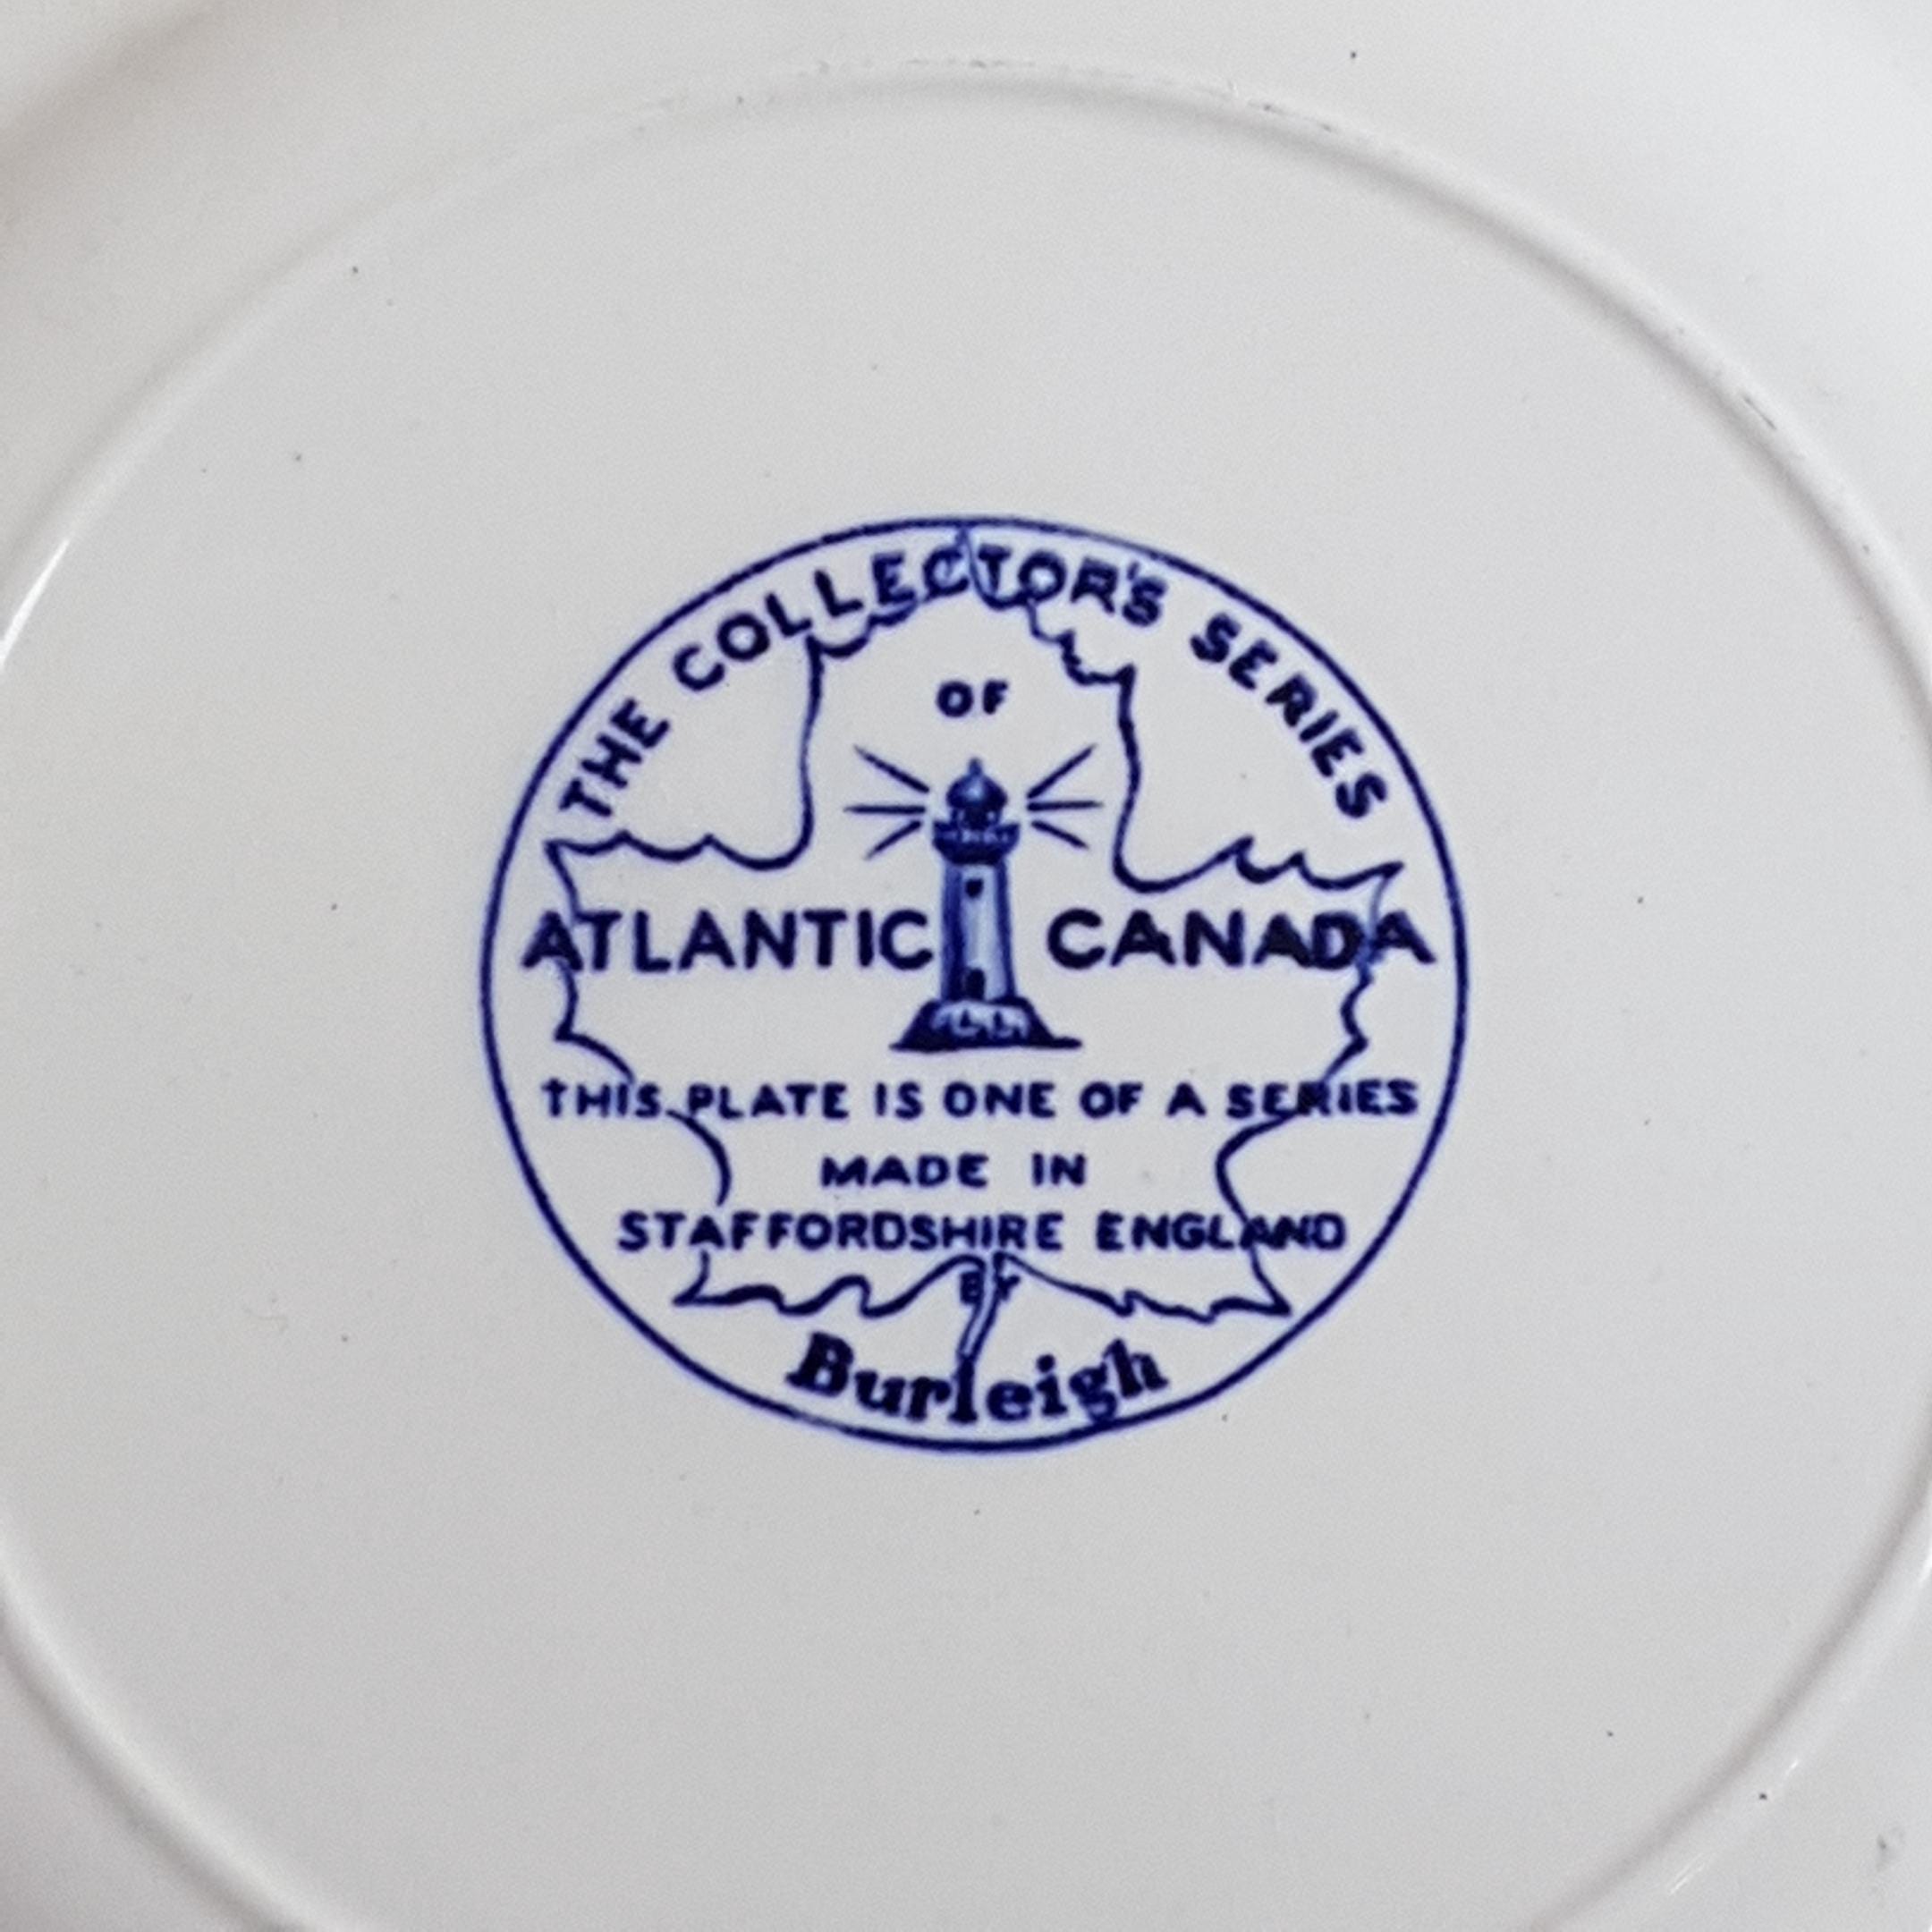 THE COLLECTOR'S SERIES
OF
ATLANTIC CANADA
THIS PLATE IS ONE OF A SERIES
MADE IN
STAFFORDSHIRE ENGLAND
BY
Burleigh